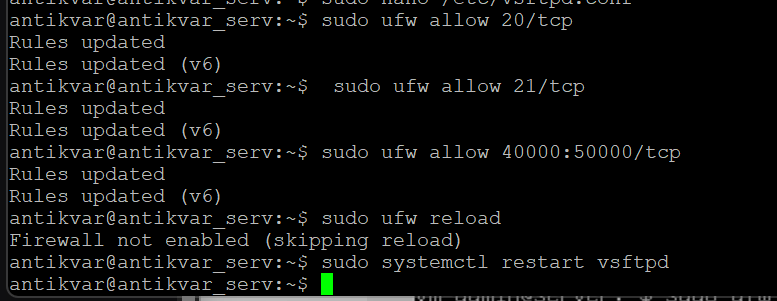 antikvar@antikvar_serv:~$ sudo nano /etc/vsftpd.conf
antikvar@antikvar_serv:~$ sudo ufw allow 20/tcp
Rules updated
Rules updated (v6)
antikvar@antikvar_serv:~$  sudo ufw allow 21/tcp
Rules updated
Rules updated (v6)
antikvar@antikvar_serv:~$ sudo ufw allow 40000:50000/tcp
Rules updated
Rules updated (v6)
antikvar@antikvar_serv:~$ sudo ufw reload
Firewall not enabled (skipping reload)
antikvar@antikvar_serv:~$ sudo systemctl restart vsftpd
antikvar@antikvar_serv:~$